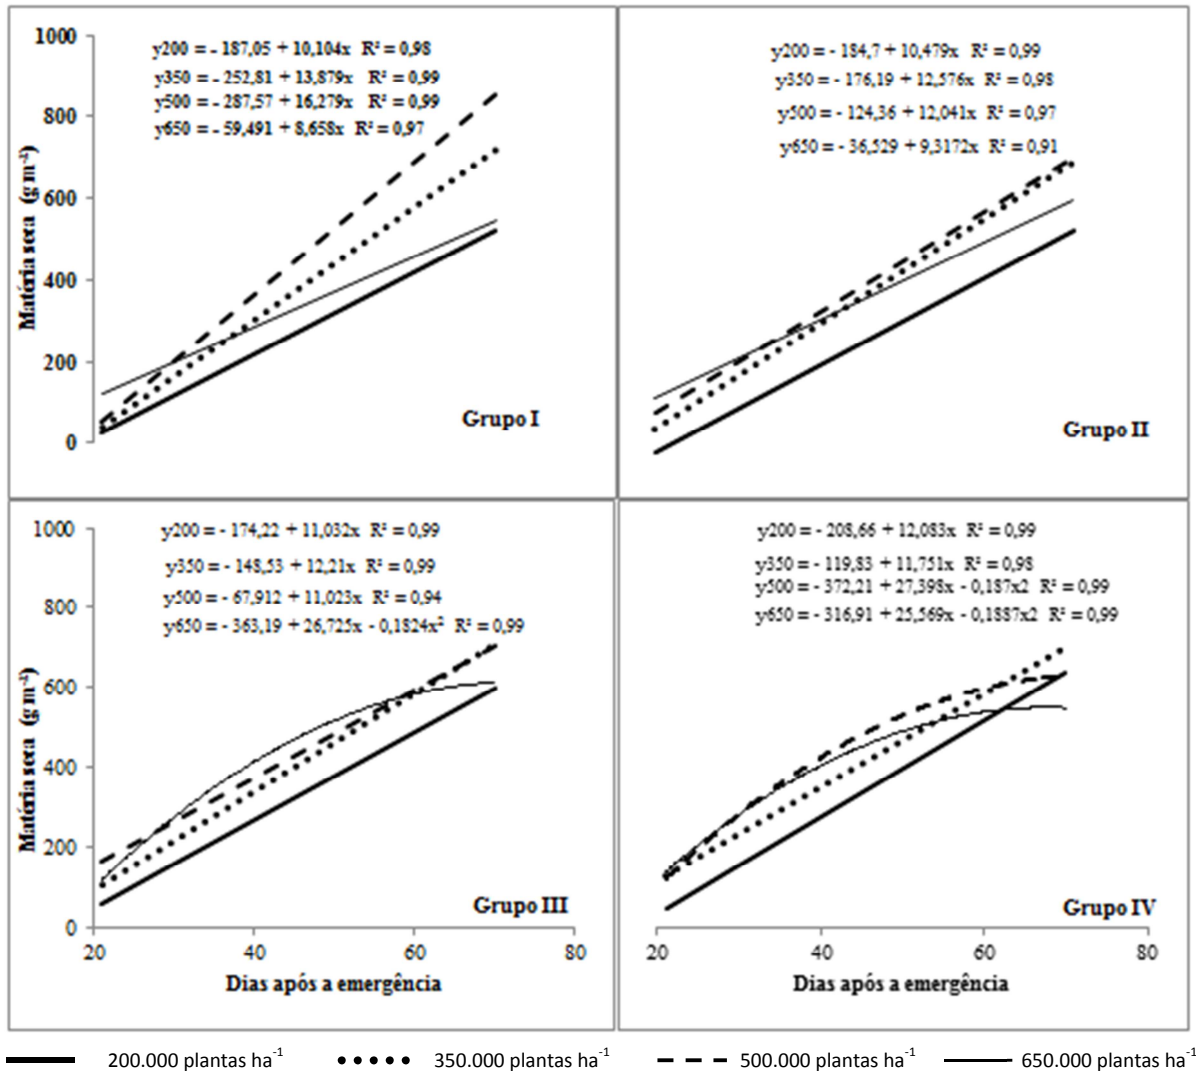 1000
800
600
400
200
0
Matéria seca (g m⁻²)
y200 = - 187,05 + 10,104x R² = 0,98
y350 = - 252,81 + 13,879x R² = 0,99
y500 = - 287,57 + 16,279x R² = 0,99
y650 = - 59,491 + 8,658x R² = 0,97
Grupo I
y200 = - 184,7 + 10,479x R² = 0,99
y350 = - 176,19 + 12,576x R² = 0,98
y500 = - 124,36 + 12,041x R² = 0,97
y650 = - 36,529 + 9,3172x R² = 0,91
Grupo II
1000
800
600
400
200
0
Matéria seca (g m⁻²)
y200 = - 174,22 + 11,032x R² = 0,99
y350 = - 148,53 + 12,21x R² = 0,99
y500 = - 67,912 + 11,023x R² = 0,94
y650 = - 363,19 + 26,725x - 0,1824x² R² = 0,99
Grupo III
20 40 60 80
Dias após a emergência
y200 = - 208,66 + 12,083x R² = 0,99
y350 = - 119,83 + 11,751x R² = 0,98
y500 = - 372,21 + 27,398x - 0,187x2 R² = 0,99
y650 = - 316,91 + 25,569x - 0,1887x2 R² = 0,99
Grupo IV
20 40 60 80
Dias após a emergência
200.000 plantas ha⁻¹ 350.000 plantas ha⁻¹ 500.000 plantas ha⁻¹ 650.000 plantas ha⁻¹